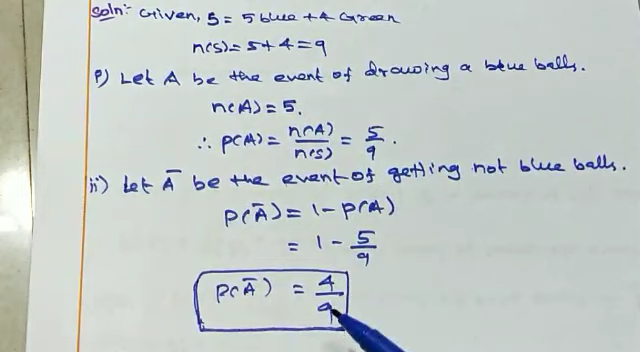 Soln:- Given, S = 5 blue + 4 Green
n(S) = 5+4 = 9
i) Let A be the event of drawing a blue balls.
n(A) = 5.
∴ P(A) = n(A)/n(S) = 5/9.
ii) Let A̅ be the event of getting not blue balls.
P(A̅) = 1 - P(A)
= 1 - 5/9
P(A̅) = 4/9